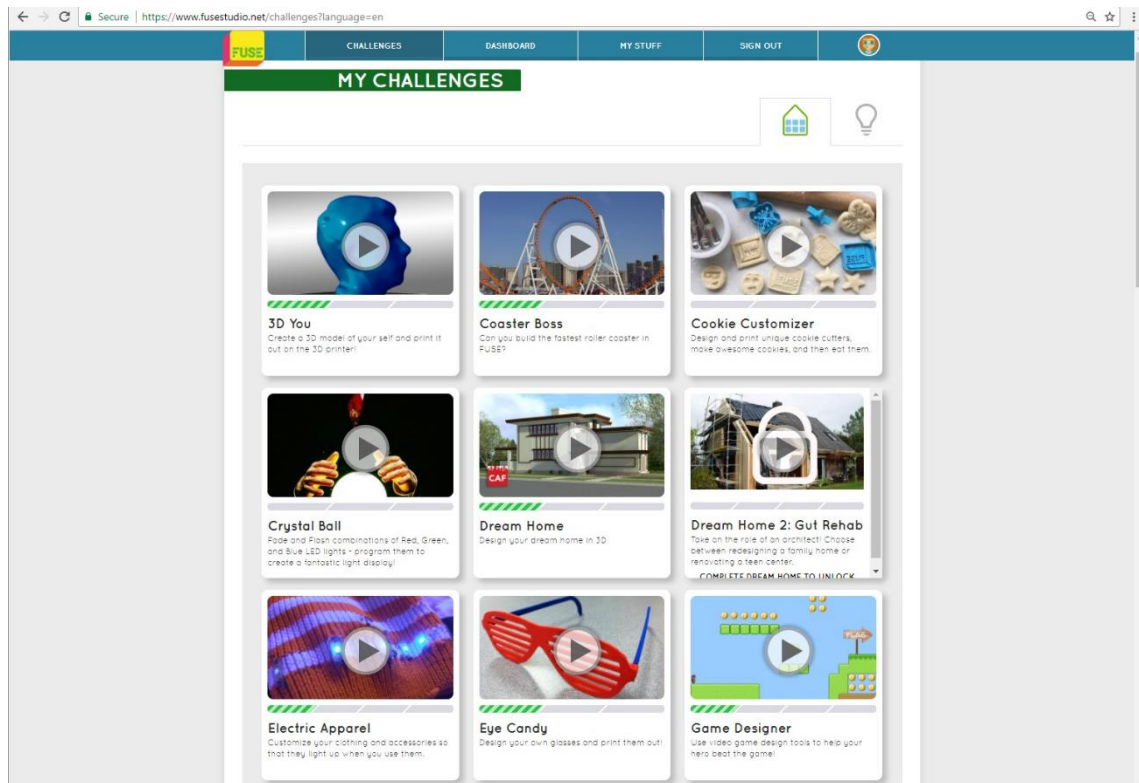 Secure | https://www.fusestudio.net/challenges?language=en
FUSE
CHALLENGES
DASHBOARD
MY STUFF
SIGN OUT
MY CHALLENGES
3D You
Create a 3D model of your self and print it
out on the 3D printer!
Coaster Boss
Can you build the fastest roller coaster in
FUSE?
Cookie Customizer
Design and print unique cookie cutters,
make awesome cookies, and then eat them.
Crystal Ball
Fade and Flash combinations of Red, Green,
and Blue LED lights - program them to
create a fantastic light display!
CAF
Dream Home
Design your dream home in 3D
Dream Home 2: Gut Rehab
Take on the role of an architect! Choose
between redesigning a family home or
renovating a teen center.
COMPLETE DREAM HOME TO UNLOCK
Electric Apparel
Customize your clothing and accessories so
that they light up when you use them.
Eye Candy
Design your own glasses and print them out!
FLAG
Game Designer
Use video game design tools to help your
hero beat the game!